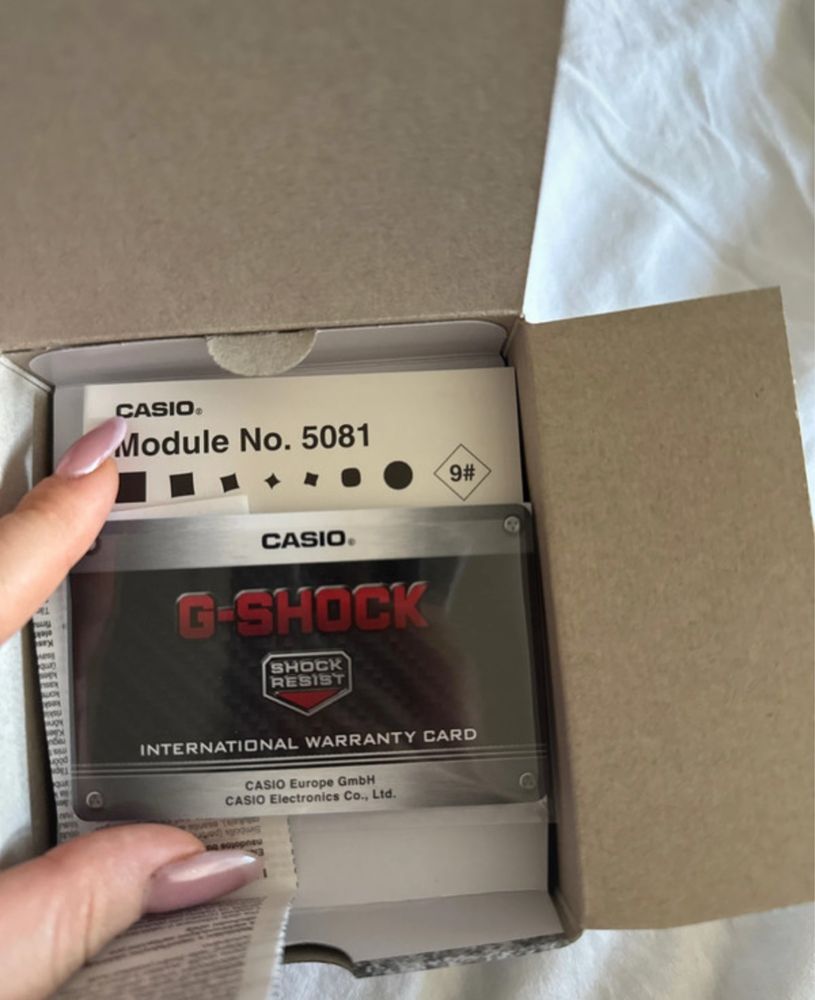 CASIO®
Module No. 5081
9#
CASIO®
G-SHOCK
SHOCK
RESIST
INTERNATIONAL WARRANTY CARD
CASIO Europe GmbH
CASIO Electronics Co., Ltd.